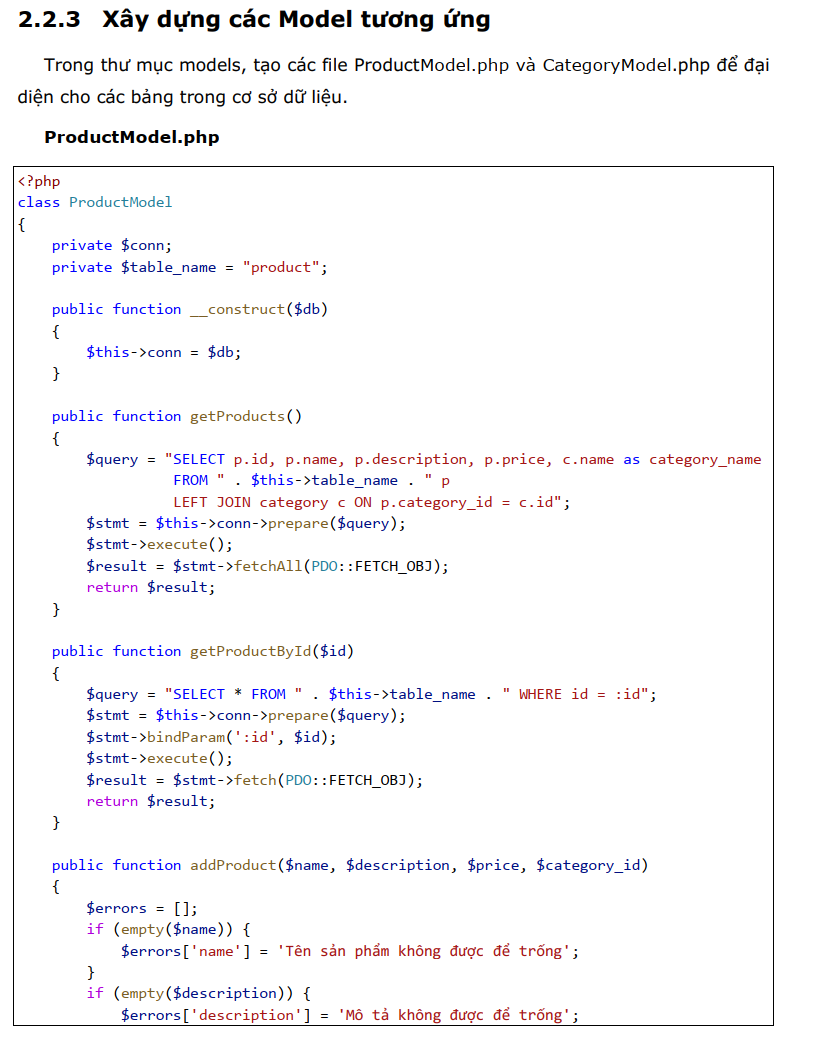 2.2.3 Xây dựng các Model tương ứng
Trong thư mục models, tạo các file ProductModel.php và CategoryModel.php để đại
diện cho các bảng trong cơ sở dữ liệu.
ProductModel.php
<?php
class ProductModel
{
    private $conn;
    private $table_name = "product";

    public function __construct($db)
    {
        $this->conn = $db;
    }

    public function getProducts()
    {
        $query = "SELECT p.id, p.name, p.description, p.price, c.name as category_name
                  FROM " . $this->table_name . " p
                  LEFT JOIN category c ON p.category_id = c.id";
        $stmt = $this->conn->prepare($query);
        $stmt->execute();
        $result = $stmt->fetchAll(PDO::FETCH_OBJ);
        return $result;
    }

    public function getProductById($id)
    {
        $query = "SELECT * FROM " . $this->table_name . " WHERE id = :id";
        $stmt = $this->conn->prepare($query);
        $stmt->bindParam(':id', $id);
        $stmt->execute();
        $result = $stmt->fetch(PDO::FETCH_OBJ);
        return $result;
    }

    public function addProduct($name, $description, $price, $category_id)
    {
        $errors = [];
        if (empty($name)) {
            $errors['name'] = 'Tên sản phẩm không được để trống';
        }
        if (empty($description)) {
            $errors['description'] = 'Mô tả không được để trống';